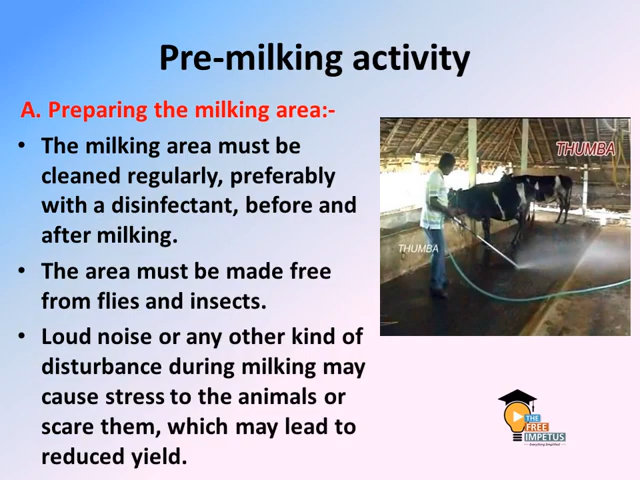 Pre-milking activity
A. Preparing the milking area:-
• The milking area must be
cleaned regularly, preferably
with a disinfectant, before and
after milking.
• The area must be made free
from flies and insects.
• Loud noise or any other kind of
disturbance during milking may
cause stress to the animals or
scare them, which may lead to
reduced yield.
THUMBA
THUMBA
THE
FREE
IMPETUS
Everything Simplified